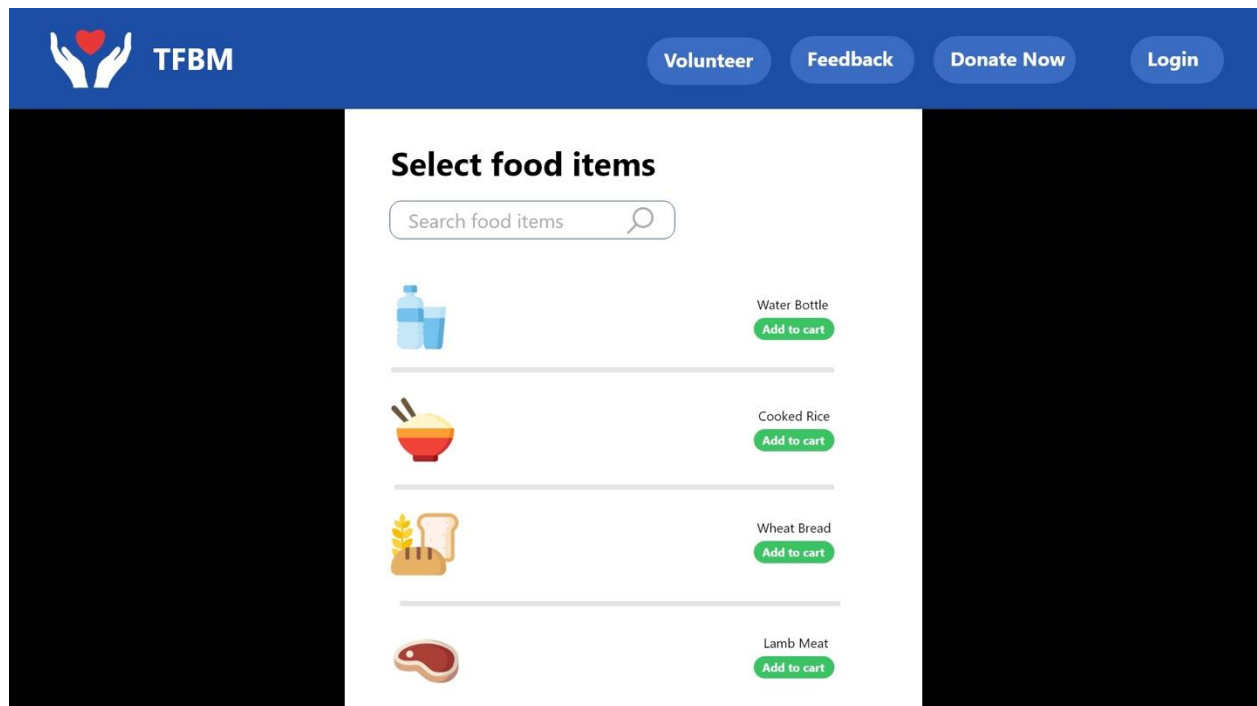 TFBM
Volunteer
Feedback
Donate Now
Login
Select food items
Search food items
Water Bottle
Add to cart
Cooked Rice
Add to cart
Wheat Bread
Add to cart
Lamb Meat
Add to cart